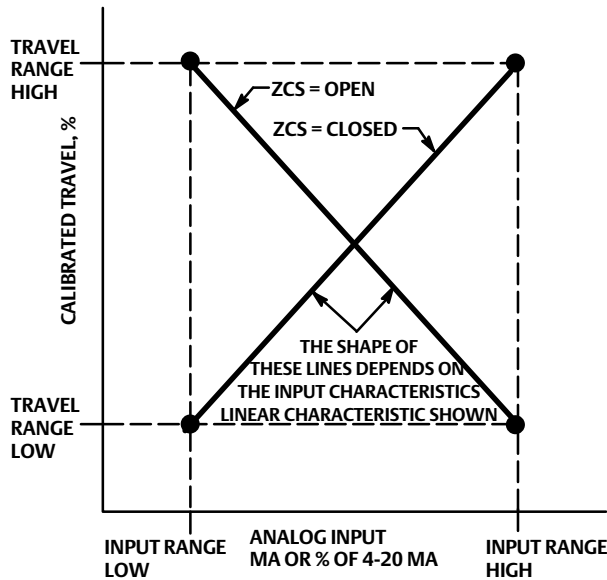 TRAVEL
RANGE
HIGH
ZCS = OPEN
ZCS = CLOSED
CALIBRATED TRAVEL, %
THE SHAPE OF
THESE LINES DEPENDS ON
THE INPUT CHARACTERISTICS
LINEAR CHARACTERISTIC SHOWN
TRAVEL
RANGE
LOW
INPUT RANGE
LOW
ANALOG INPUT
MA OR % OF 4-20 MA
INPUT RANGE
HIGH